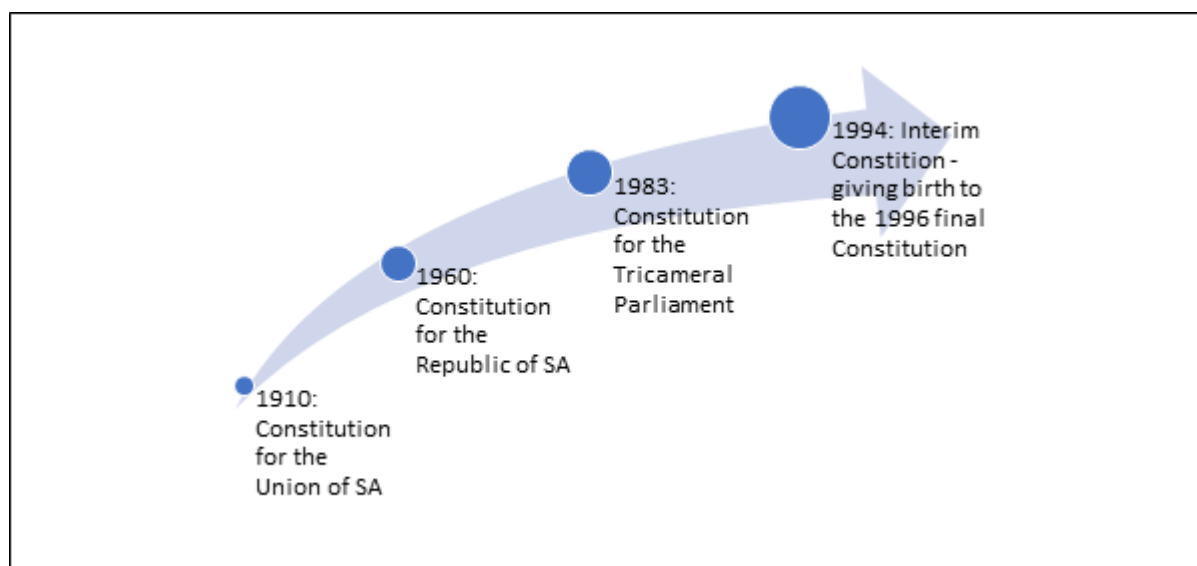 1910:
Constitution
for the
Union of SA
1960:
Constitution
for the
Republic of SA
1983:
Constitution
for the
Tricameral
Parliament
1994: Interim
Constition -
giving birth to
the 1996 final
Constitution